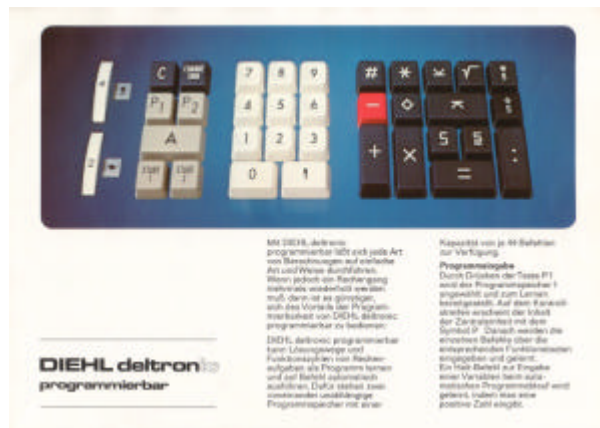 C
P1 P2
A
START 1 START 2
7 8 9
4 5 6
1 2 3
0
# * √
− ◇
+ × =
:
DIEHL deltronic
programmierbar
Mit DIEHL deltronic
programmierbar läßt sich jede Art
von Berechnungen auf einfache
Art und Weise durchführen.
Wenn jedoch ein Rechengang
mehrmals wiederholt werden
muß, dann ist es günstiger,
sich des Vorteils der Program-
mierbarkeit von DIEHL deltronic
programmierbar zu bedienen:
DIEHL deltronic programmierbar
kann Lösungswege und
Funktionszyklen von Rechen-
aufgaben als Programm lernen
und auf Befehl automatisch
ausführen. Dafür stehen zwei
voneinander unabhängige
Programmspeicher mit einer
Kapazität von je 44 Befehlen
zur Verfügung.
Programmeingabe
Durch Drücken der Taste P1
wird der Programmspeicher 1
angewählt und zum Lernen
bereitgestellt. Auf dem Kontroll-
streifen erscheint der Inhalt
der Zentraleinheit mit dem
Symbol P. Danach werden die
einzelnen Befehle über die
entsprechenden Funktionstasten
eingegeben und gelernt.
Ein Halt-Befehl zur Eingabe
einer Variablen beim auto-
matischen Programmablauf wird
gelernt, indem man eine
positive Zahl eingibt.